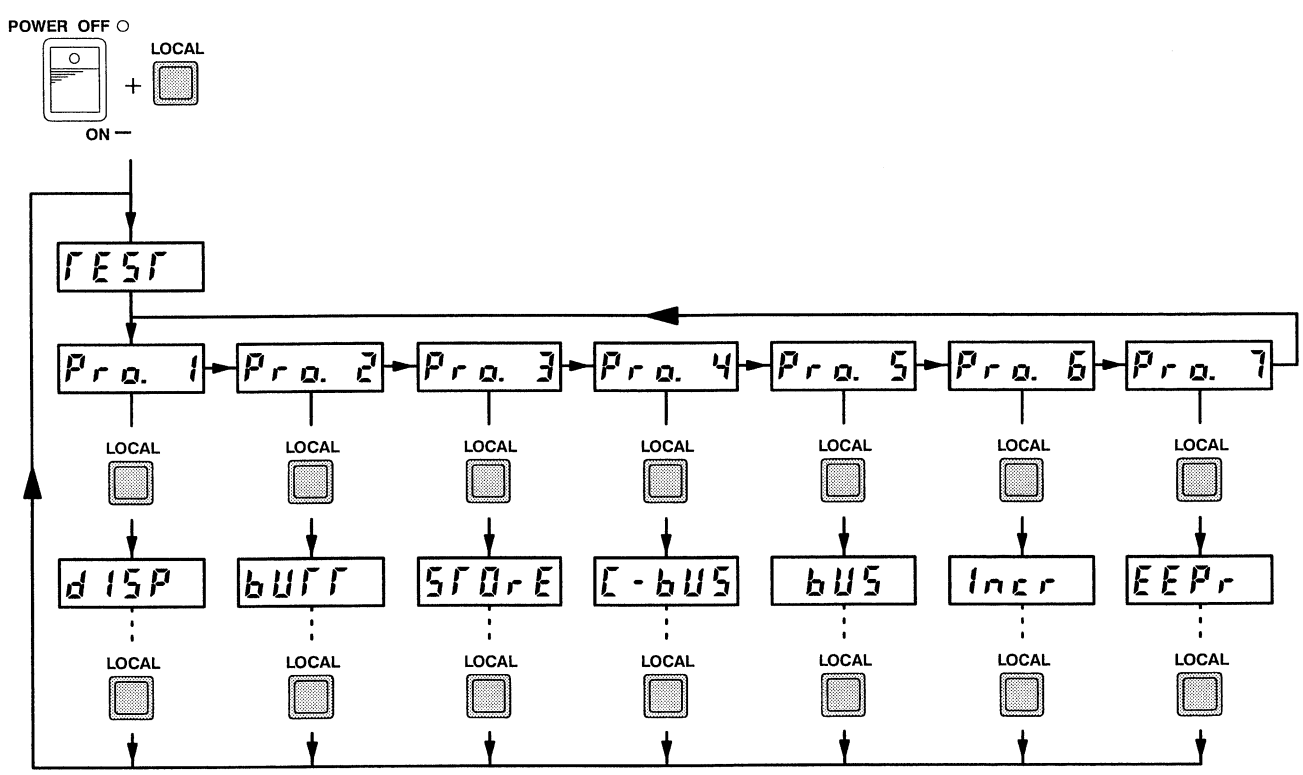 POWER OFF
LOCAL
+
ON
TEST
Pro. 1 Pro. 2 Pro. 3 Pro. 4 Pro. 5 Pro. 6 Pro. 7
LOCAL LOCAL LOCAL LOCAL LOCAL LOCAL LOCAL
dISP bUTT STOrE C-bUS bUS Incr EEPr
LOCAL LOCAL LOCAL LOCAL LOCAL LOCAL LOCAL